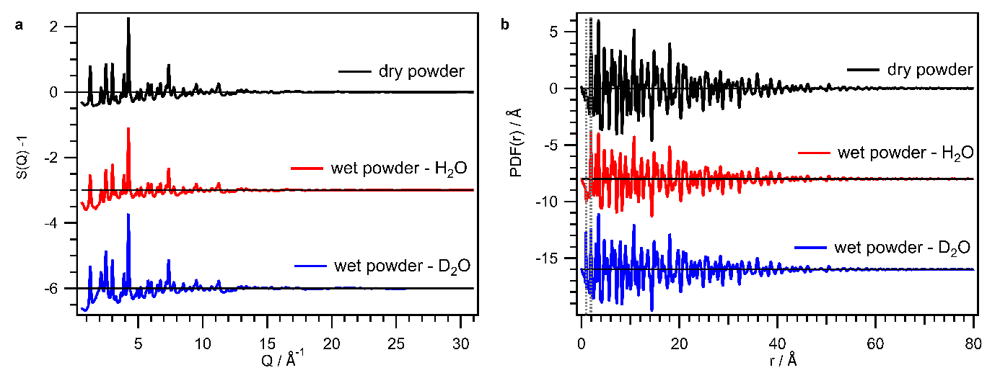 a
2
0
-2
-4
-6
S(Q) -1
dry powder
wet powder - H₂O
wet powder - D₂O
5 10 15 20 25 30
Q / Å⁻¹
b
5
0
-5
-10
-15
PDF(r) / Å
dry powder
wet powder - H₂O
wet powder - D₂O
0 20 40 60 80
r / Å